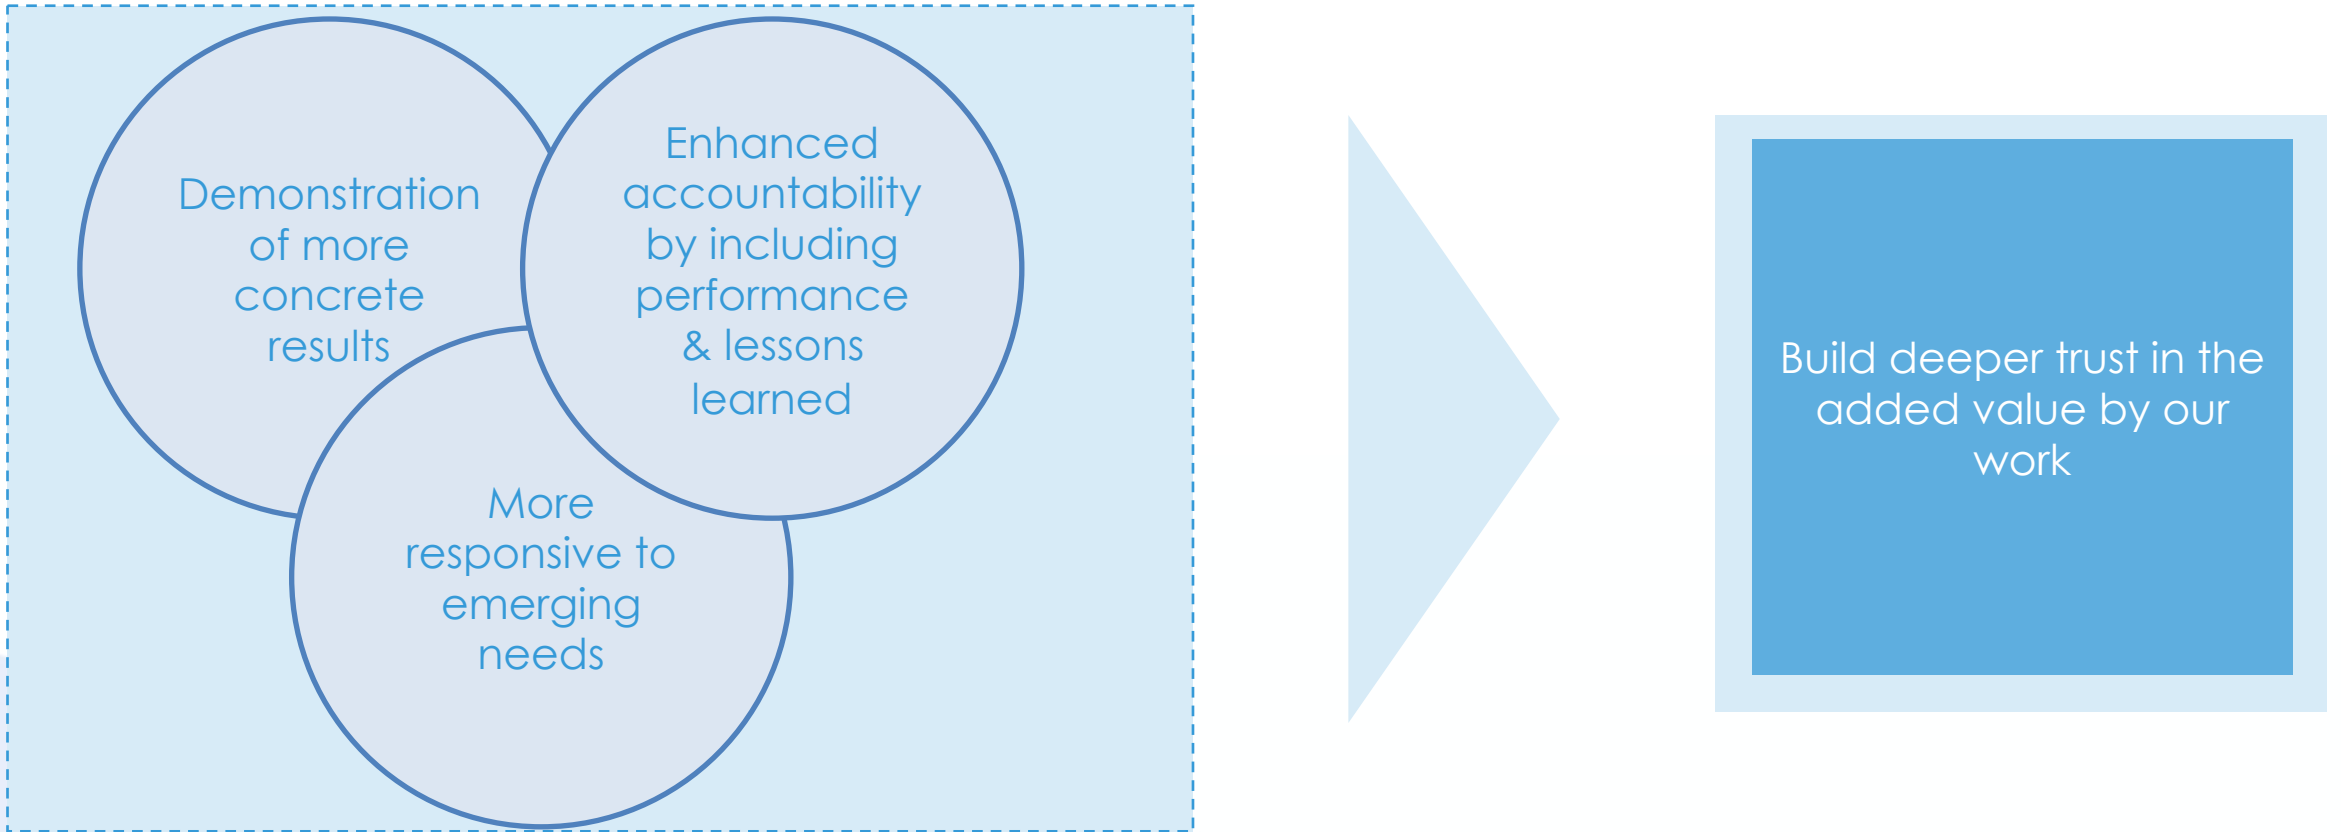 Demonstration
of more
concrete
results
Enhanced
accountability
by including
performance
& lessons
learned
More
responsive to
emerging
needs
Build deeper trust in the
added value by our
work